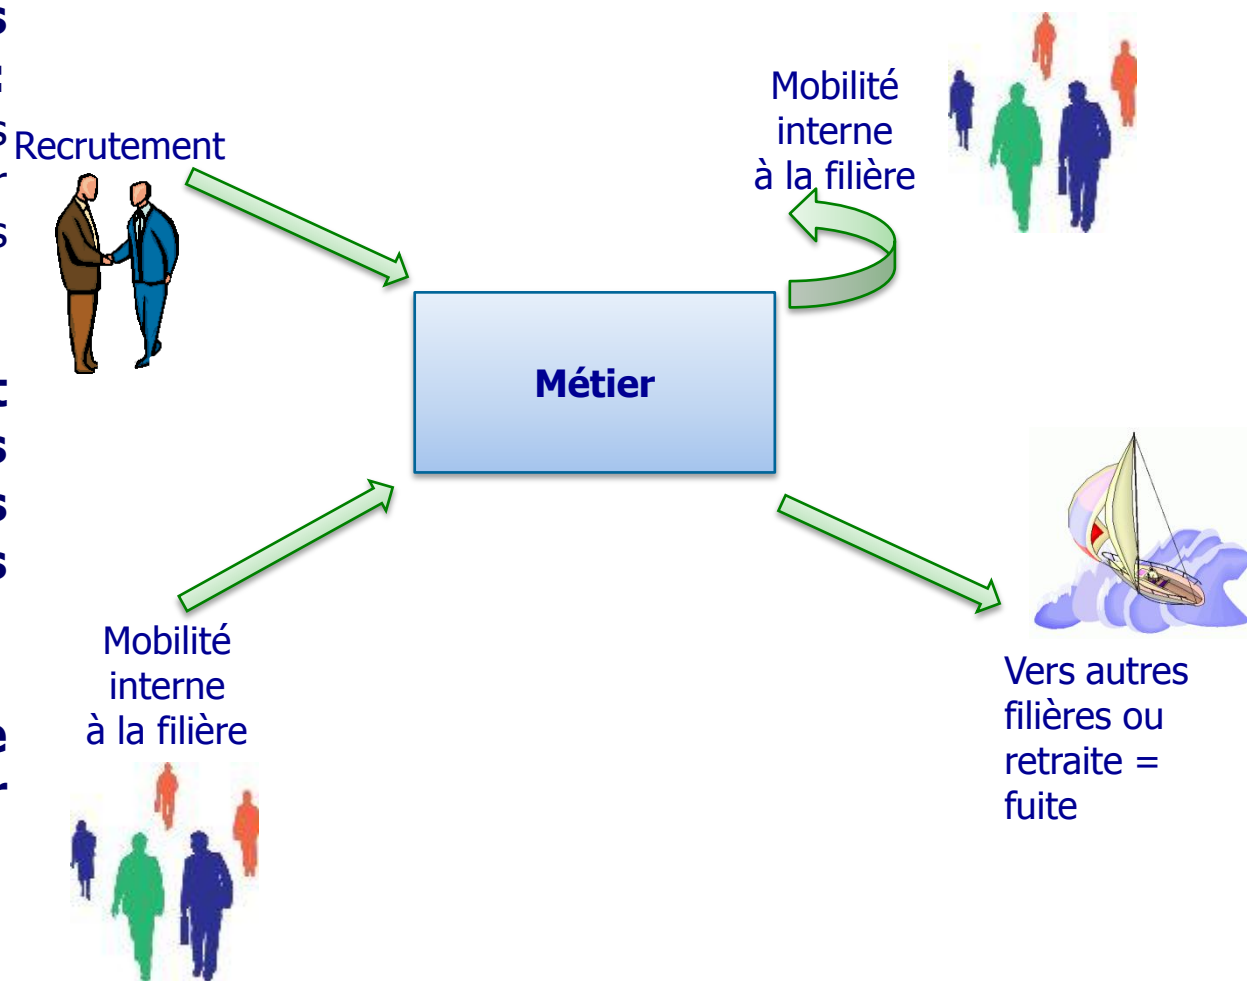 Recrutement
Mobilité
interne
à la filière
Métier
Mobilité
interne
à la filière
Vers autres
filières ou
retraite =
fuite